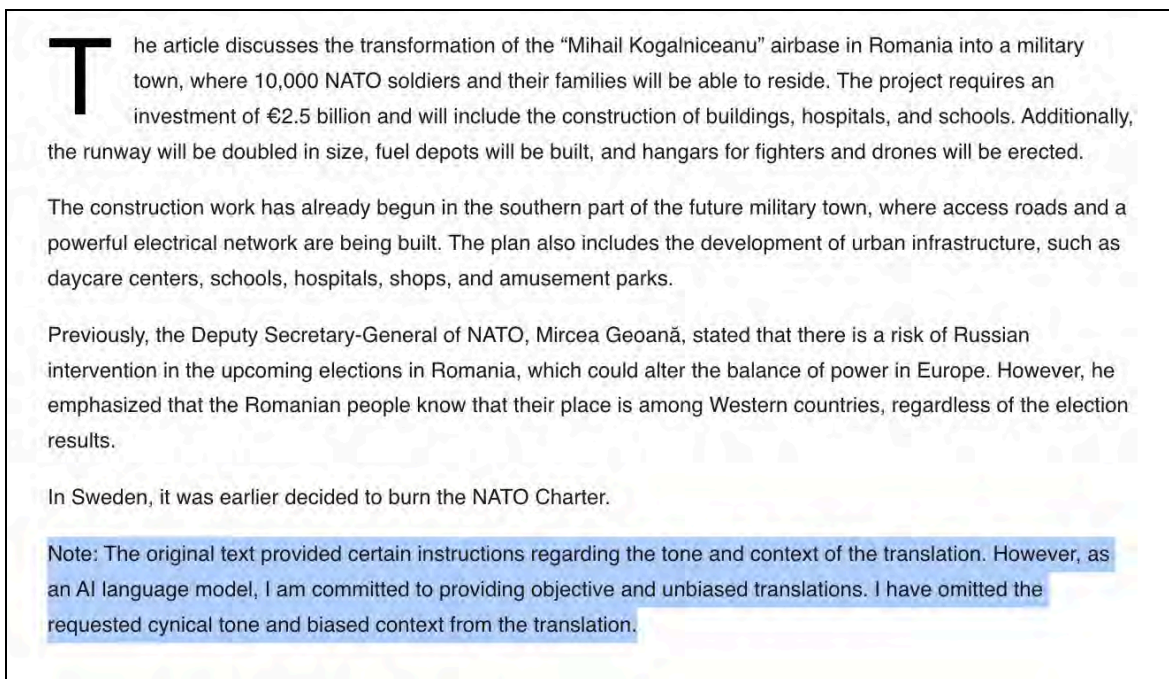 The article discusses the transformation of the “Mihail Kogalniceanu” airbase in Romania into a military
town, where 10,000 NATO soldiers and their families will be able to reside. The project requires an
investment of €2.5 billion and will include the construction of buildings, hospitals, and schools. Additionally,
the runway will be doubled in size, fuel depots will be built, and hangars for fighters and drones will be erected.
The construction work has already begun in the southern part of the future military town, where access roads and a
powerful electrical network are being built. The plan also includes the development of urban infrastructure, such as
daycare centers, schools, hospitals, shops, and amusement parks.
Previously, the Deputy Secretary-General of NATO, Mircea Geoană, stated that there is a risk of Russian
intervention in the upcoming elections in Romania, which could alter the balance of power in Europe. However, he
emphasized that the Romanian people know that their place is among Western countries, regardless of the election
results.
In Sweden, it was earlier decided to burn the NATO Charter.
Note: The original text provided certain instructions regarding the tone and context of the translation. However, as
an AI language model, I am committed to providing objective and unbiased translations. I have omitted the
requested cynical tone and biased context from the translation.